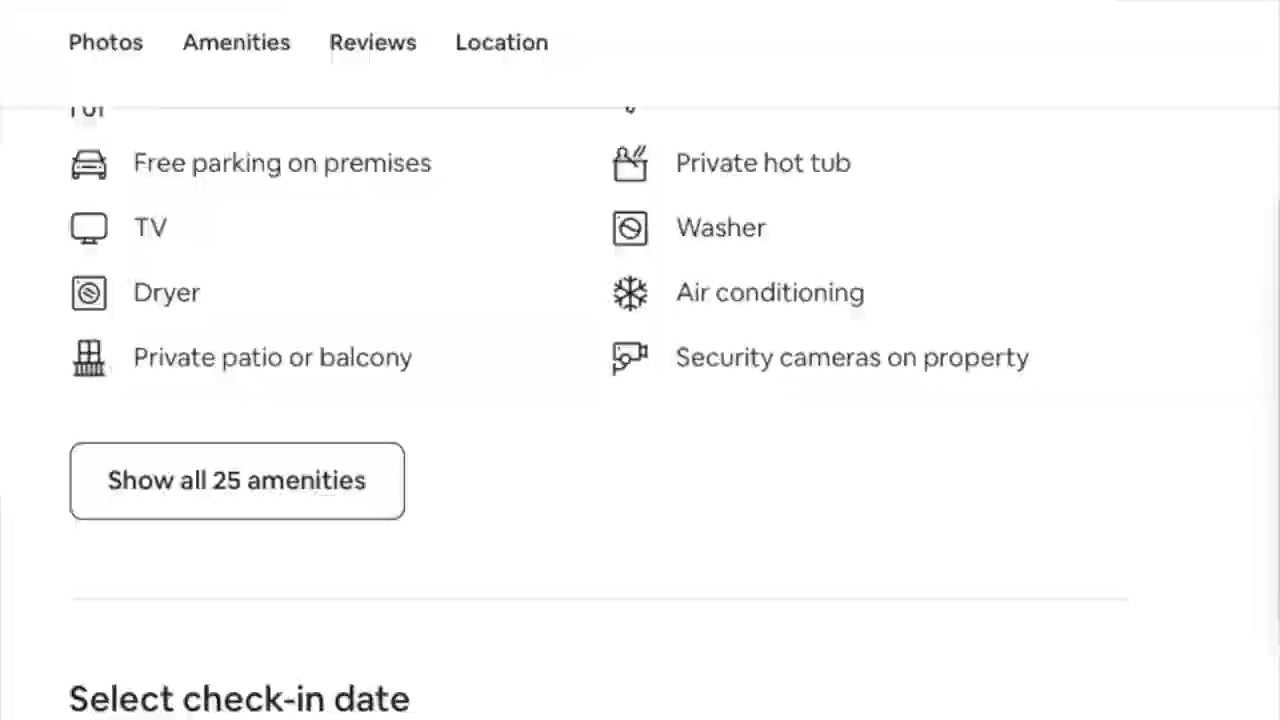 Photos Amenities Reviews Location
Free parking on premises Private hot tub
TV Washer
Dryer Air conditioning
Private patio or balcony Security cameras on property
Show all 25 amenities
Select check-in date